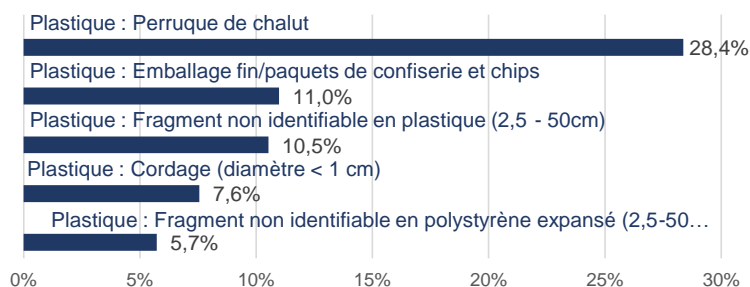 Plastique : Perruque de chalut
28,4%
Plastique : Emballage fin/paquets de confiserie et chips
11,0%
Plastique : Fragment non identifiable en plastique (2,5 - 50cm)
10,5%
Plastique : Cordage (diamètre < 1 cm)
7,6%
Plastique : Fragment non identifiable en polystyrène expansé (2,5-50…
5,7%
0% 5% 10% 15% 20% 25% 30%